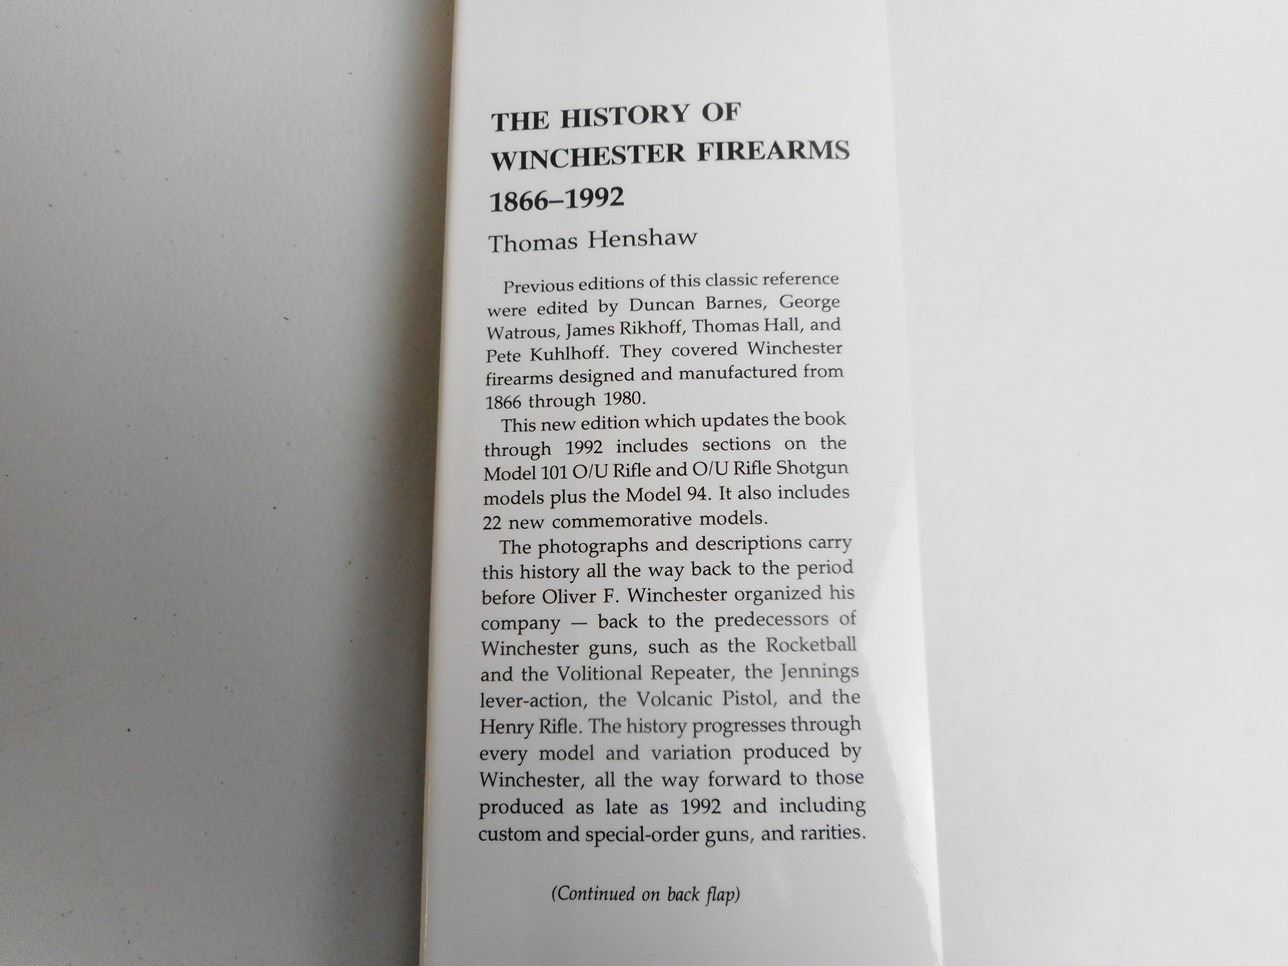 THE HISTORY OF
WINCHESTER FIREARMS
1866–1992
Thomas Henshaw
Previous editions of this classic reference
were edited by Duncan Barnes, George
Watrous, James Rikhoff, Thomas Hall, and
Pete Kuhlhoff. They covered Winchester
firearms designed and manufactured from
1866 through 1980.
This new edition which updates the book
through 1992 includes sections on the
Model 101 O/U Rifle and O/U Rifle Shotgun
models plus the Model 94. It also includes
22 new commemorative models.
The photographs and descriptions carry
this history all the way back to the period
before Oliver F. Winchester organized his
company — back to the predecessors of
Winchester guns, such as the Rocketball
and the Volitional Repeater, the Jennings
lever-action, the Volcanic Pistol, and the
Henry Rifle. The history progresses through
every model and variation produced by
Winchester, all the way forward to those
produced as late as 1992 and including
custom and special-order guns, and rarities.
(Continued on back flap)